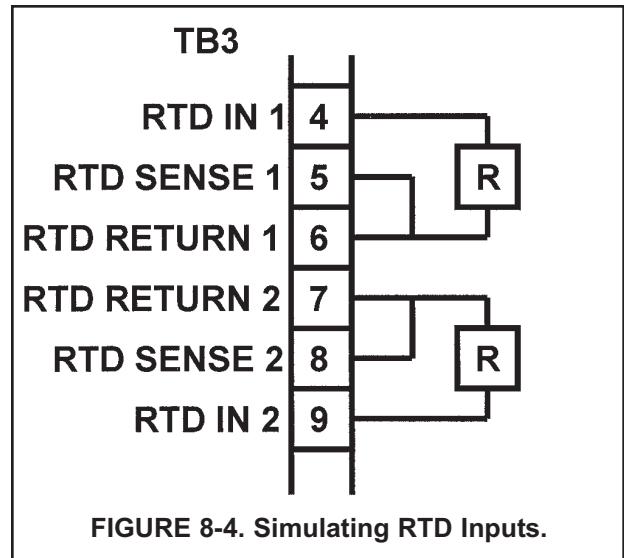 TB3
RTD IN 1 4
RTD SENSE 1 5 R
RTD RETURN 1 6
RTD RETURN 2 7
RTD SENSE 2 8 R
RTD IN 2 9
FIGURE 8-4. Simulating RTD Inputs.